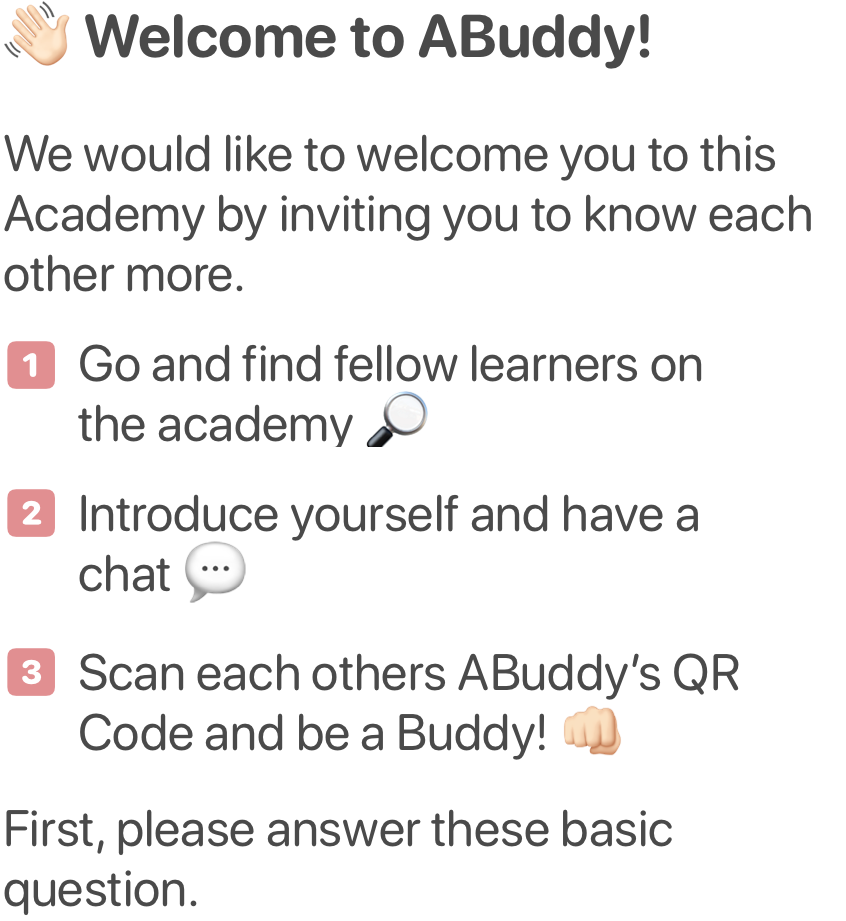 👋🏻 Welcome to ABuddy!
We would like to welcome you to this
Academy by inviting you to know each
other more.
1 Go and find fellow learners on
the academy 🔎
2 Introduce yourself and have a
chat 💬
3 Scan each others ABuddy’s QR
Code and be a Buddy! 👊🏻
First, please answer these basic
question.